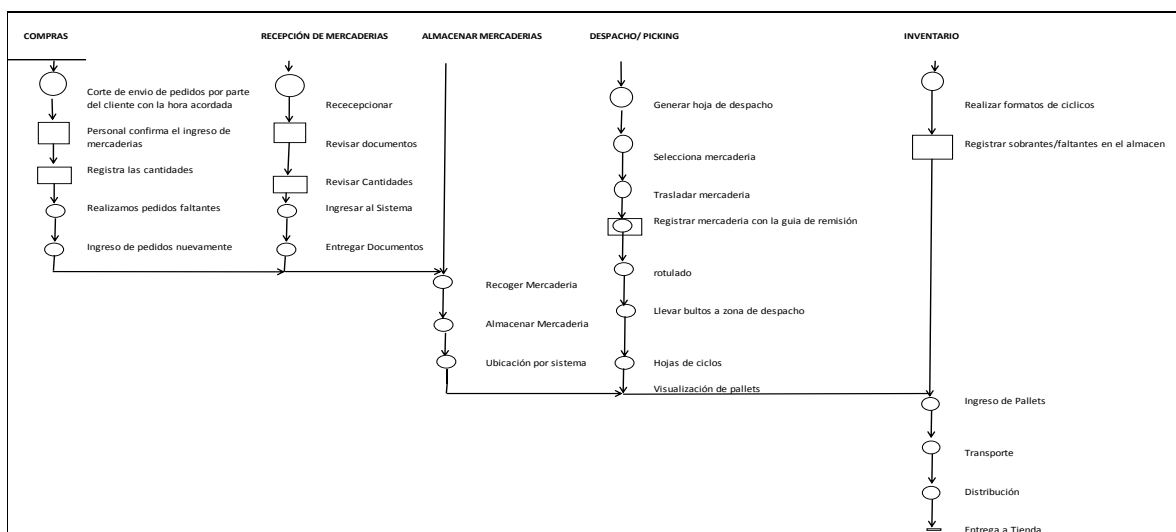 COMPRAS
Corte de envio de pedidos por parte
del cliente con la hora acordada
Personal confirma el ingreso de
mercaderias
Registra las cantidades
Realizamos pedidos faltantes
Ingreso de pedidos nuevamente
RECEPCIÓN DE MERCADERIAS
Rececepcionar
Revisar documentos
Revisar Cantidades
Ingresar al Sistema
Entregar Documentos
ALMACENAR MERCADERIAS
Recoger Mercaderia
Almacenar Mercaderia
Ubicación por sistema
DESPACHO/ PICKING
Generar hoja de despacho
Selecciona mercaderia
Trasladar mercaderia
Registrar mercaderia con la guia de remisión
rotulado
Llevar bultos a zona de despacho
Hojas de ciclos
Visualización de pallets
INVENTARIO
Realizar formatos de ciclicos
Registrar sobrantes/faltantes en el almacen
Ingreso de Pallets
Transporte
Distribución
Entrega a Tienda